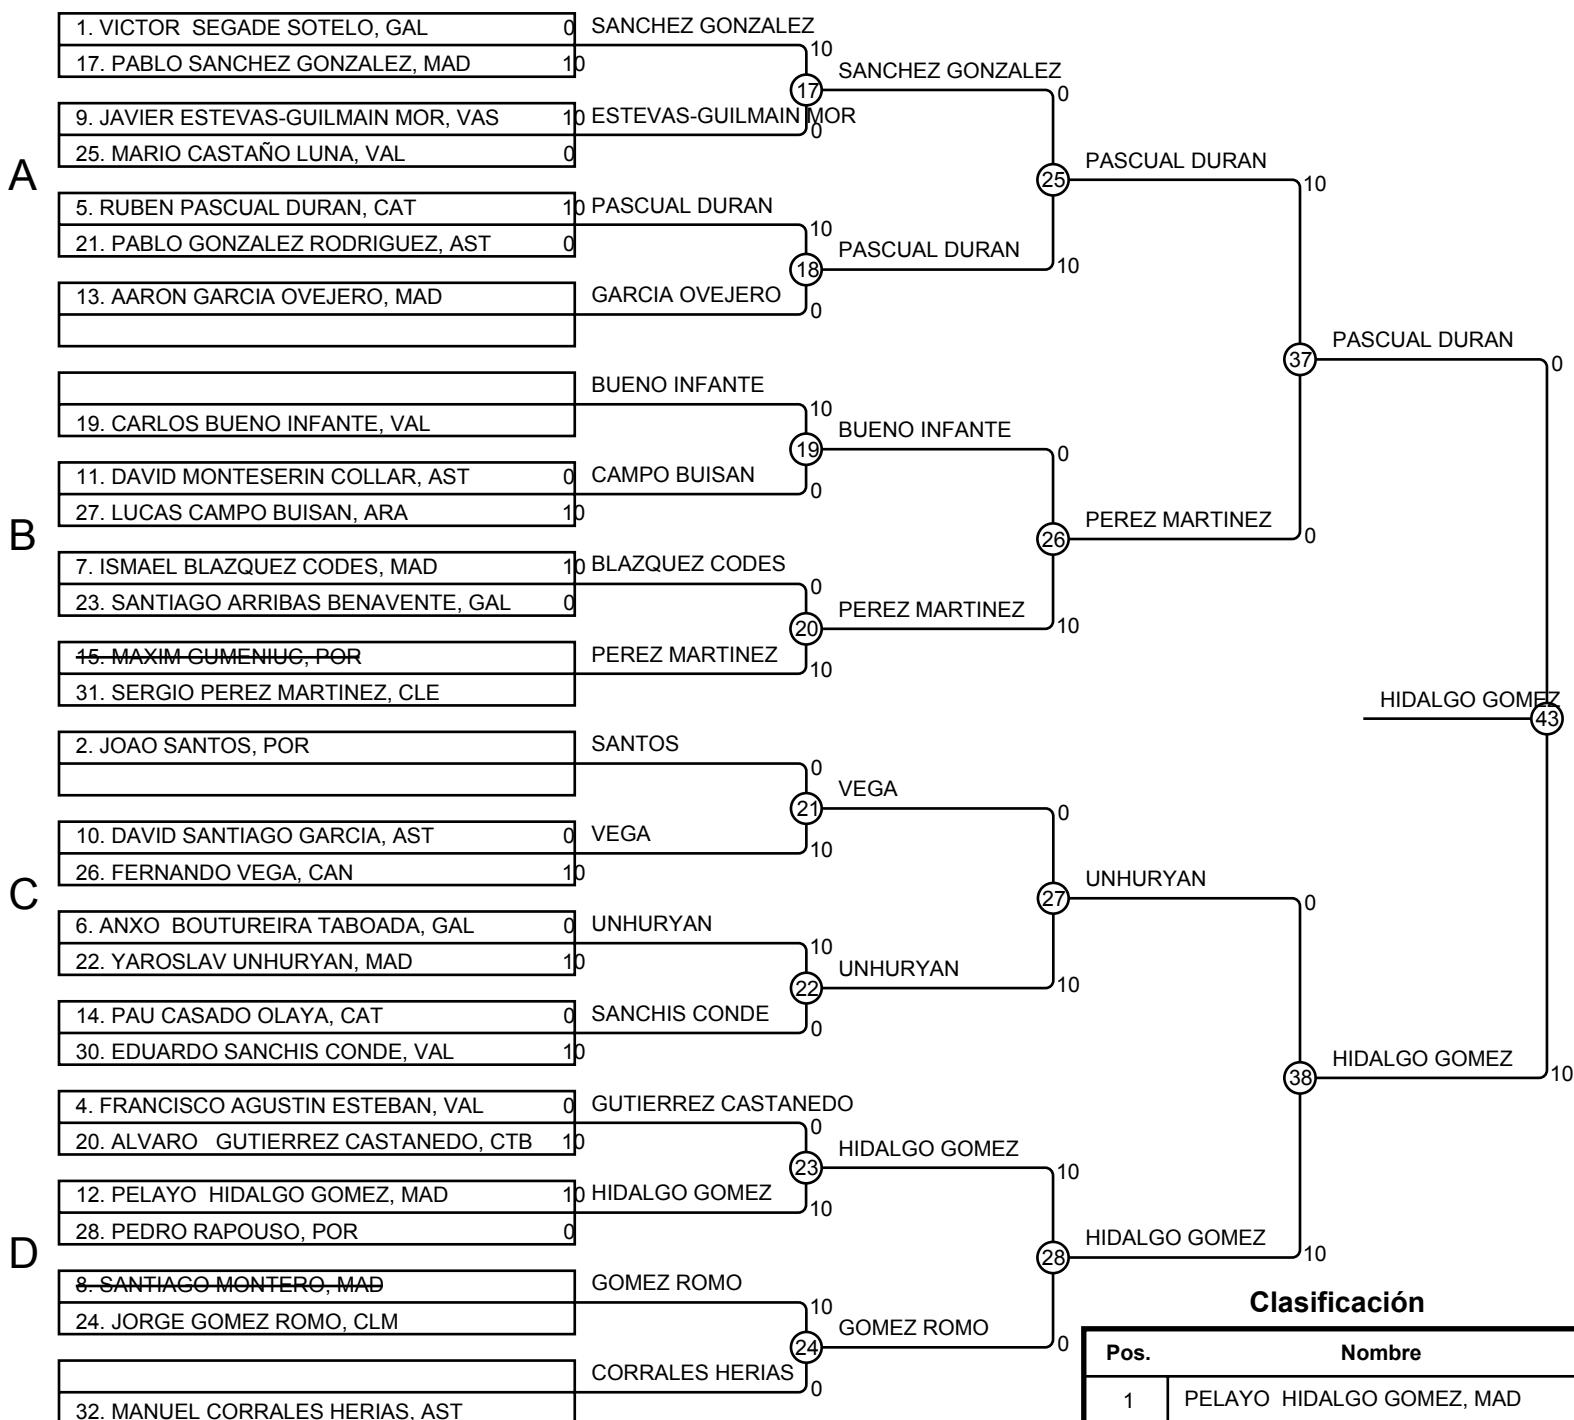 1. VICTOR  SEGADE SOTELO, GAL 0
17. PABLO SANCHEZ GONZALEZ, MAD 10
9. JAVIER ESTEVAS-GUILMAIN MOR, VAS 10
25. MARIO CASTAÑO LUNA, VAL 0
A
5. RUBEN PASCUAL DURAN, CAT 10
21. PABLO GONZALEZ RODRIGUEZ, AST 0
13. AARON GARCIA OVEJERO, MAD
19. CARLOS BUENO INFANTE, VAL
11. DAVID MONTESERIN COLLAR, AST 0
27. LUCAS CAMPO BUISAN, ARA 10
B
7. ISMAEL BLAZQUEZ CODES, MAD 10
23. SANTIAGO ARRIBAS BENAVENTE, GAL 0
15. MAXIM GUMENIUC, POR
31. SERGIO PEREZ MARTINEZ, CLE
2. JOAO SANTOS, POR
10. DAVID SANTIAGO GARCIA, AST 0
26. FERNANDO VEGA, CAN 10
C
6. ANXO  BOUTUREIRA TABOADA, GAL 0
22. YAROSLAV UNHURYAN, MAD 10
14. PAU CASADO OLAYA, CAT 0
30. EDUARDO SANCHIS CONDE, VAL 10
4. FRANCISCO AGUSTIN ESTEBAN, VAL 0
20. ALVARO   GUTIERREZ CASTANEDO, CTB 10
12. PELAYO  HIDALGO GOMEZ, MAD 10
28. PEDRO RAPOUSO, POR 0
D
8. SANTIAGO MONTERO, MAD
24. JORGE GOMEZ ROMO, CLM
32. MANUEL CORRALES HERIAS, AST
SANCHEZ GONZALEZ 10
17
ESTEVAS-GUILMAIN MOR 0
PASCUAL DURAN 10
18
GARCIA OVEJERO 0
BUENO INFANTE 10
19
CAMPO BUISAN 0
BLAZQUEZ CODES 0
20
PEREZ MARTINEZ 10
SANTOS 0
21
VEGA 10
UNHURYAN 10
22
SANCHIS CONDE 0
GUTIERREZ CASTANEDO 0
23
HIDALGO GOMEZ 10
GOMEZ ROMO 10
24
CORRALES HERIAS 0
SANCHEZ GONZALEZ 0
25
PASCUAL DURAN 10
BUENO INFANTE 0
26
PEREZ MARTINEZ 10
VEGA 0
27
UNHURYAN 10
HIDALGO GOMEZ 10
28
GOMEZ ROMO 0
PASCUAL DURAN 10
37
PEREZ MARTINEZ 0
UNHURYAN 0
38
HIDALGO GOMEZ 10
PASCUAL DURAN 0
HIDALGO GOMEZ 43
HIDALGO GOMEZ 10
Clasificación
Pos. Nombre
1 PELAYO  HIDALGO GOMEZ, MAD